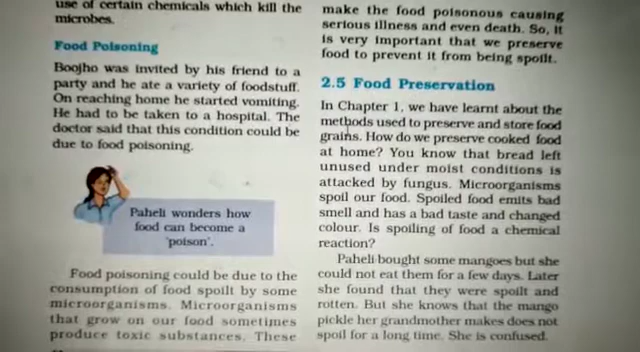 use of certain chemicals which kill the
microbes.
Food Poisoning
Boojho was invited by his friend to a
party and he ate a variety of foodstuff.
On reaching home he started vomiting.
He had to be taken to a hospital. The
doctor said that this condition could be
due to food poisoning.
Paheli wonders how
food can become a
'poison'.
Food poisoning could be due to the
consumption of food spoilt by some
microorganisms. Microorganisms
that grow on our food sometimes
produce toxic substances. These
make the food poisonous causing
serious illness and even death. So, it
is very important that we preserve
food to prevent it from being spoilt.
2.5 Food Preservation
In Chapter 1, we have learnt about the
methods used to preserve and store food
grains. How do we preserve cooked food
at home? You know that bread left
unused under moist conditions is
attacked by fungus. Microorganisms
spoil our food. Spoiled food emits bad
smell and has a bad taste and changed
colour. Is spoiling of food a chemical
reaction?
Paheli bought some mangoes but she
could not eat them for a few days. Later
she found that they were spoilt and
rotten. But she knows that the mango
pickle her grandmother makes does not
spoil for a long time. She is confused.